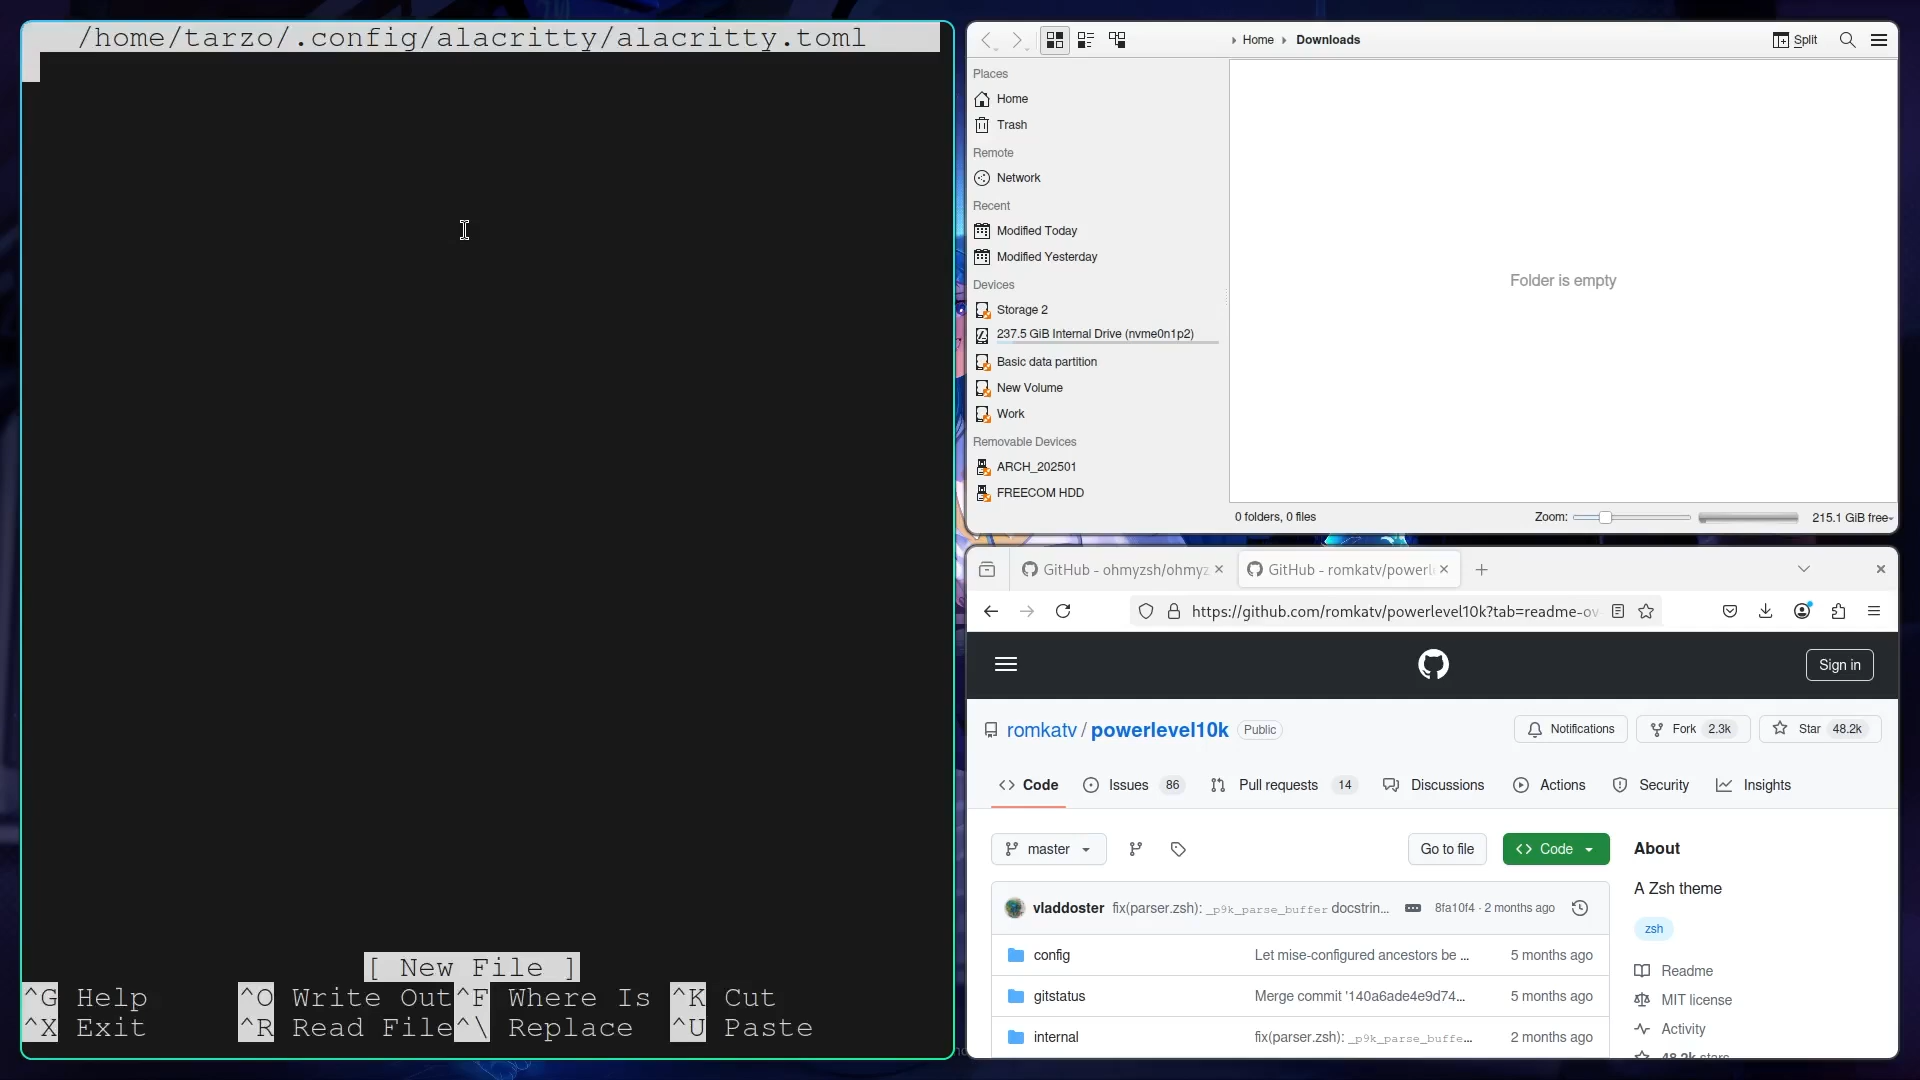 /home/tarzo/.config/alacritty/alacritty.toml
[ New File ]
^G Help ^O Write Out ^F Where Is ^K Cut
^X Exit ^R Read File ^\ Replace ^U Paste
Home Downloads
Split
Places
Home
Trash
Remote
Network
Recent
Modified Today
Modified Yesterday
Devices
Storage 2
237.5 GiB Internal Drive (nvme0n1p2)
Basic data partition
New Volume
Work
Removable Devices
ARCH_202501
FREECOM HDD
Folder is empty
0 folders, 0 files
Zoom:
215.1 GiB free
GitHub - ohmyzsh/ohmyz
GitHub - romkatv/powerl
https://github.com/romkatv/powerlevel10k?tab=readme-ov
Sign in
romkatv / powerlevel10k Public
Notifications
Fork 2.3k
Star 48.2k
Code
Issues 86
Pull requests 14
Discussions
Actions
Security
Insights
master
Go to file
Code
About
A Zsh theme
zsh
vladdoster fix(parser.zsh): _p9k_parse_buffer docstrin... 8fa10f4 · 2 months ago
config Let mise-configured ancestors be ... 5 months ago
gitstatus Merge commit '140a6ade4e9d74... 5 months ago
internal fix(parser.zsh): _p9k_parse_buffe... 2 months ago
Readme
MIT license
Activity
48.2k stars